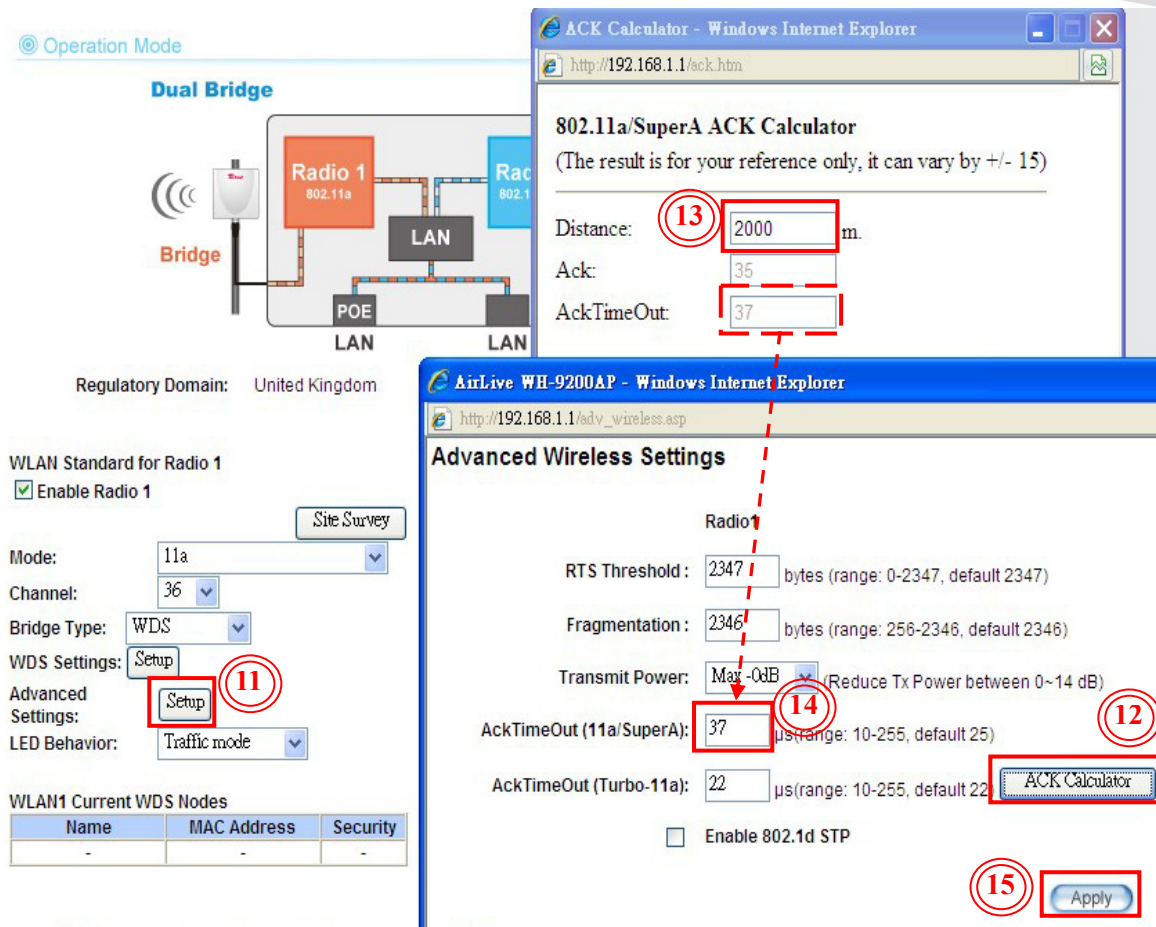 Operation Mode
Dual Bridge
Radio 1
802.11a
Rad
802.1
LAN
Bridge
POE
LAN
LAN
Regulatory Domain: United Kingdom
WLAN Standard for Radio 1
Enable Radio 1
Site Survey
Mode: 11a
Channel: 36
Bridge Type: WDS
WDS Settings: Setup
Advanced Settings: Setup
11
LED Behavior: Traffic mode
WLAN1 Current WDS Nodes
Name MAC Address Security
- - -
ACK Calculator - Windows Internet Explorer
http://192.168.1.1/ack.htm
802.11a/SuperA ACK Calculator
(The result is for your reference only, it can vary by +/- 15)
Distance: 13 2000 m.
Ack: 35
AckTimeOut: 37
AirLive WH-9200AP - Windows Internet Explorer
http://192.168.1.1/adv_wireless.asp
Advanced Wireless Settings
Radio1
RTS Threshold : 2347 bytes (range: 0-2347, default 2347)
Fragmentation : 2346 bytes (range: 256-2346, default 2346)
Transmit Power: Max -0dB (Reduce Tx Power between 0~14 dB)
AckTimeOut (11a/SuperA): 37 14 µs(range: 10-255, default 25)
12
AckTimeOut (Turbo-11a): 22 µs(range: 10-255, default 22) ACK Calculator
Enable 802.1d STP
15 Apply